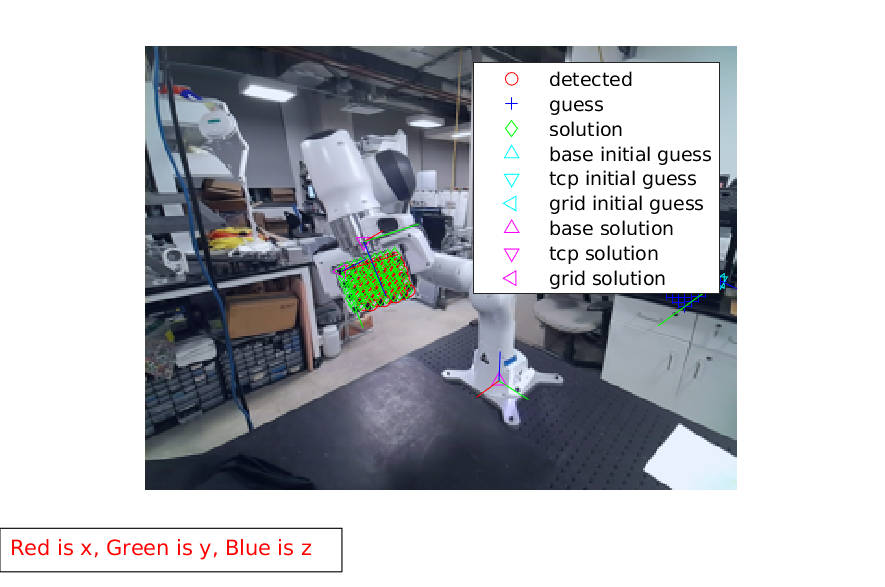 detected
guess
solution
base initial guess
tcp initial guess
grid initial guess
base solution
tcp solution
grid solution
Red is x, Green is y, Blue is z